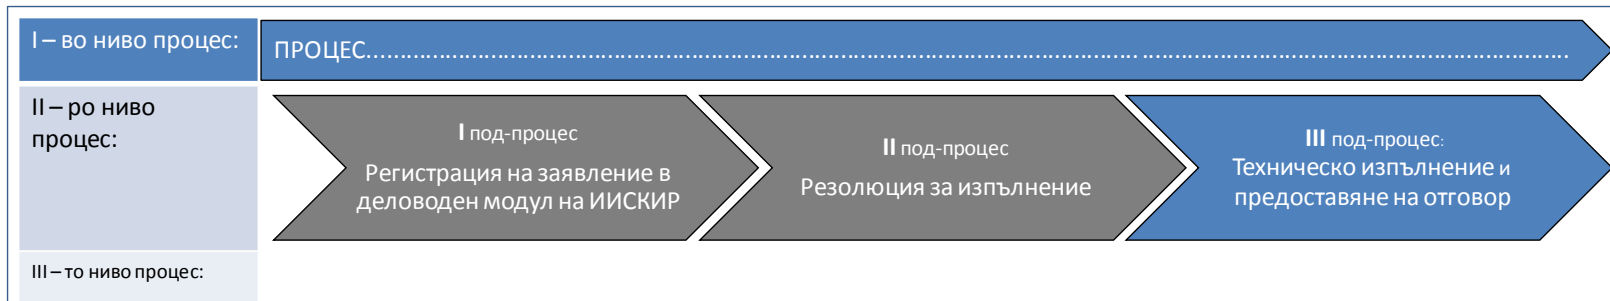 I – во ниво процес:
ПРОЦЕС…………………………………………………………………………………………………… ………………………………………………………
II – ро ниво
процес:
I под-процес
Регистрация на заявление в
деловоден модул на ИИСКИР
II под-процес
Резолюция за изпълнение
III под-процес:
Техническо изпълнение и
предоставяне на отговор
III – то ниво процес: